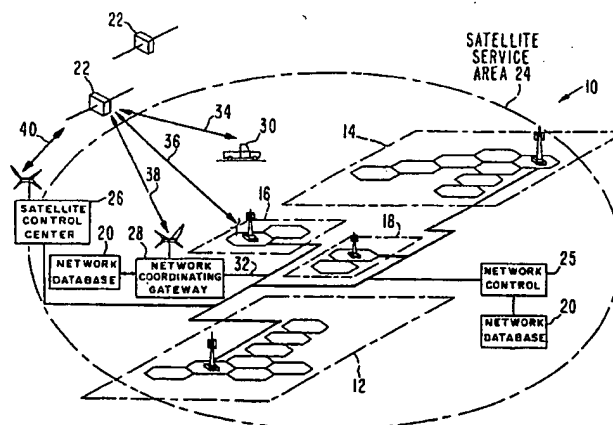 22
22
SATELLITE
SERVICE
AREA 24
10
34
30
14
40
36
38
26
16
18
SATELLITE
CONTROL
CENTER
20
28
NETWORK
DATABASE
NETWORK
COORDINATING
GATEWAY
32
25
NETWORK
CONTROL
20
NETWORK
DATABASE
12